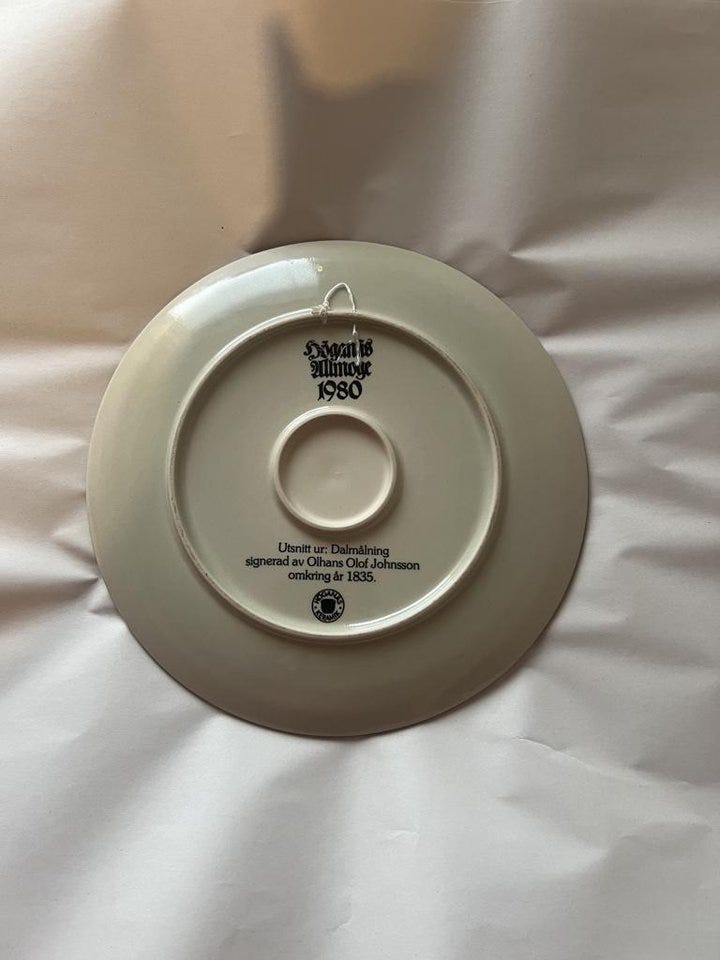 Höganäs
Allmoge
1980
Utsnitt ur: Dalmålning
signerad av Olhans Olof Johnsson
omkring år 1835.
HÖGANÄS
KERAMIK